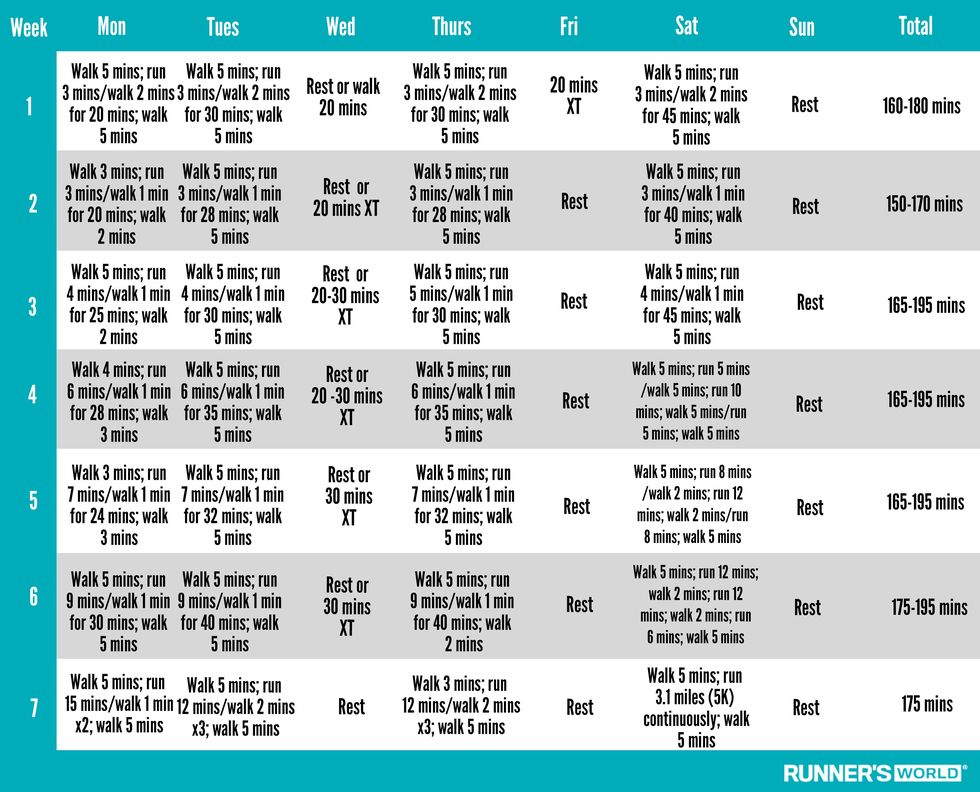 Week Mon Tues Wed Thurs Fri Sat Sun Total
1
Walk 5 mins; run
3 mins/walk 2 mins
for 20 mins; walk
5 mins
Walk 5 mins; run
3 mins/walk 2 mins
for 30 mins; walk
5 mins
Rest or walk
20 mins
Walk 5 mins; run
3 mins/walk 2 mins
for 30 mins; walk
5 mins
20 mins
XT
Walk 5 mins; run
3 mins/walk 2 mins
for 45 mins; walk
5 mins
Rest
160-180 mins
2
Walk 3 mins; run
3 mins/walk 1 min
for 20 mins; walk
2 mins
Walk 5 mins; run
3 mins/walk 1 min
for 28 mins; walk
5 mins
Rest or
20 mins XT
Walk 5 mins; run
3 mins/walk 1 min
for 28 mins; walk
5 mins
Rest
Walk 5 mins; run
3 mins/walk 1 min
for 40 mins; walk
5 mins
Rest
150-170 mins
3
Walk 5 mins; run
4 mins/walk 1 min
for 25 mins; walk
2 mins
Walk 5 mins; run
4 mins/walk 1 min
for 30 mins; walk
5 mins
Rest or
20-30 mins
XT
Walk 5 mins; run
5 mins/walk 1 min
for 30 mins; walk
5 mins
Rest
Walk 5 mins; run
4 mins/walk 1 min
for 45 mins; walk
5 mins
Rest
165-195 mins
4
Walk 4 mins; run
6 mins/walk 1 min
for 28 mins; walk
3 mins
Walk 5 mins; run
6 mins/walk 1 min
for 35 mins; walk
5 mins
Rest or
20 -30 mins
XT
Walk 5 mins; run
6 mins/walk 1 min
for 35 mins; walk
5 mins
Rest
Walk 5 mins; run 5 mins
/walk 5 mins; run 10
mins; walk 5 mins/run
5 mins; walk 5 mins
Rest
165-195 mins
5
Walk 3 mins; run
7 mins/walk 1 min
for 24 mins; walk
3 mins
Walk 5 mins; run
7 mins/walk 1 min
for 32 mins; walk
5 mins
Rest or
30 mins
XT
Walk 5 mins; run
7 mins/walk 1 min
for 32 mins; walk
5 mins
Rest
Walk 5 mins; run 8 mins
/walk 2 mins; run 12
mins; walk 2 mins/run
8 mins; walk 5 mins
Rest
165-195 mins
6
Walk 5 mins; run
9 mins/walk 1 min
for 30 mins; walk
5 mins
Walk 5 mins; run
9 mins/walk 1 min
for 40 mins; walk
5 mins
Rest or
30 mins
XT
Walk 5 mins; run
9 mins/walk 1 min
for 40 mins; walk
2 mins
Rest
Walk 5 mins; run 12 mins;
walk 2 mins; run 12
mins; walk 2 mins; run
6 mins; walk 5 mins
Rest
175-195 mins
7
Walk 5 mins; run
15 mins/walk 1 min
x2; walk 5 mins
Walk 5 mins; run
12 mins/walk 2 mins
x3; walk 5 mins
Rest
Walk 3 mins; run
12 mins/walk 2 mins
x3; walk 5 mins
Rest
Walk 5 mins; run
3.1 miles (5K)
continuously; walk
5 mins
Rest
175 mins
RUNNER'S WORLD®